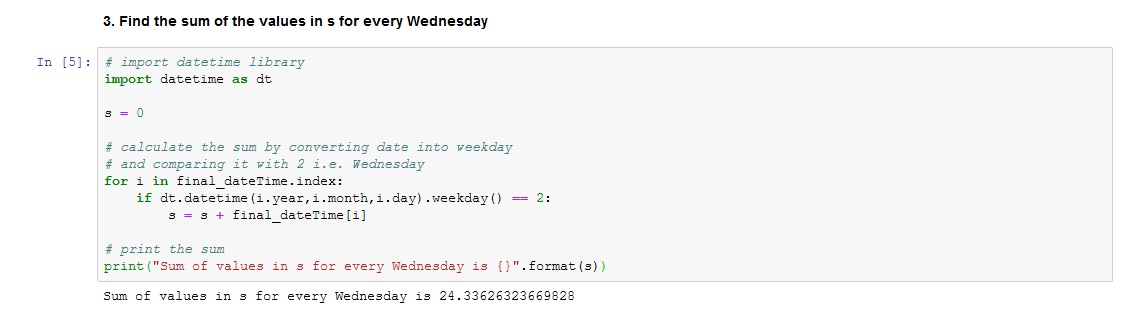 3. Find the sum of the values in s for every Wednesday
In [5]: # import datetime library
import datetime as dt
s = 0
# calculate the sum by converting date into weekday
# and comparing it with 2 i.e. Wednesday
for i in final_dateTime.index:
    if dt.datetime(i.year,i.month,i.day).weekday() == 2:
        s = s + final_dateTime[i]
# print the sum
print("Sum of values in s for every Wednesday is {}".format(s))
Sum of values in s for every Wednesday is 24.33626323669828